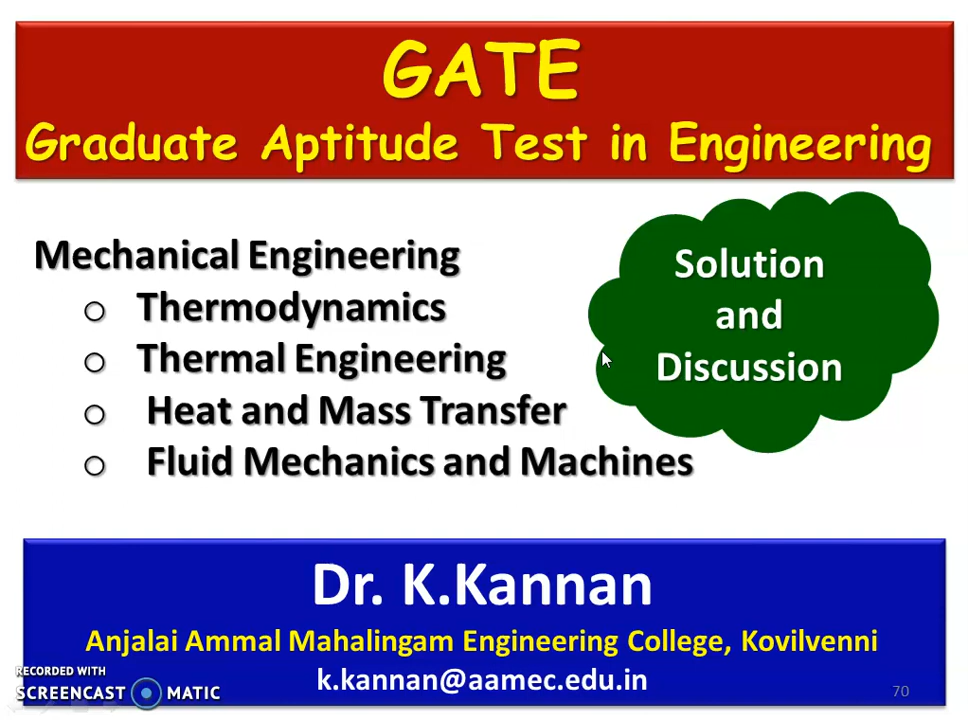 GATE
Graduate Aptitude Test in Engineering
Mechanical Engineering
o Thermodynamics
o Thermal Engineering
o Heat and Mass Transfer
o Fluid Mechanics and Machines
Solution
and
Discussion
Dr. K.Kannan
Anjalai Ammal Mahalingam Engineering College, Kovilvenni
k.kannan@aamec.edu.in
RECORDED WITH
SCREENCAST MATIC
70